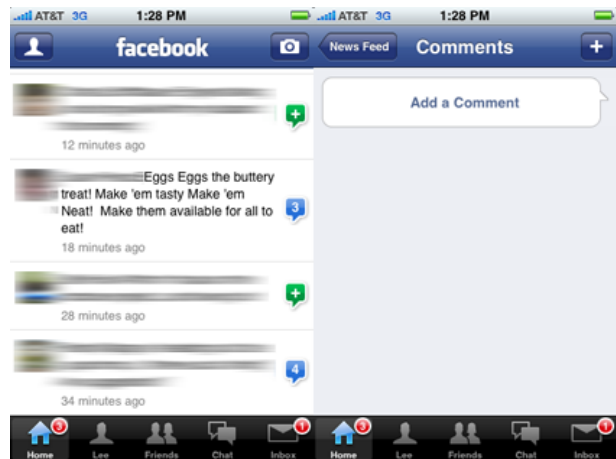 AT&T 3G 1:28 PM
facebook
12 minutes ago
Eggs Eggs the buttery
treat! Make 'em tasty Make 'em
Neat!  Make them available for all to
eat!
3
18 minutes ago
28 minutes ago
4
34 minutes ago
3 1
Home Lee Friends Chat Inbox
AT&T 3G 1:28 PM
News Feed Comments +
Add a Comment
3 1
Home Lee Friends Chat Inbox